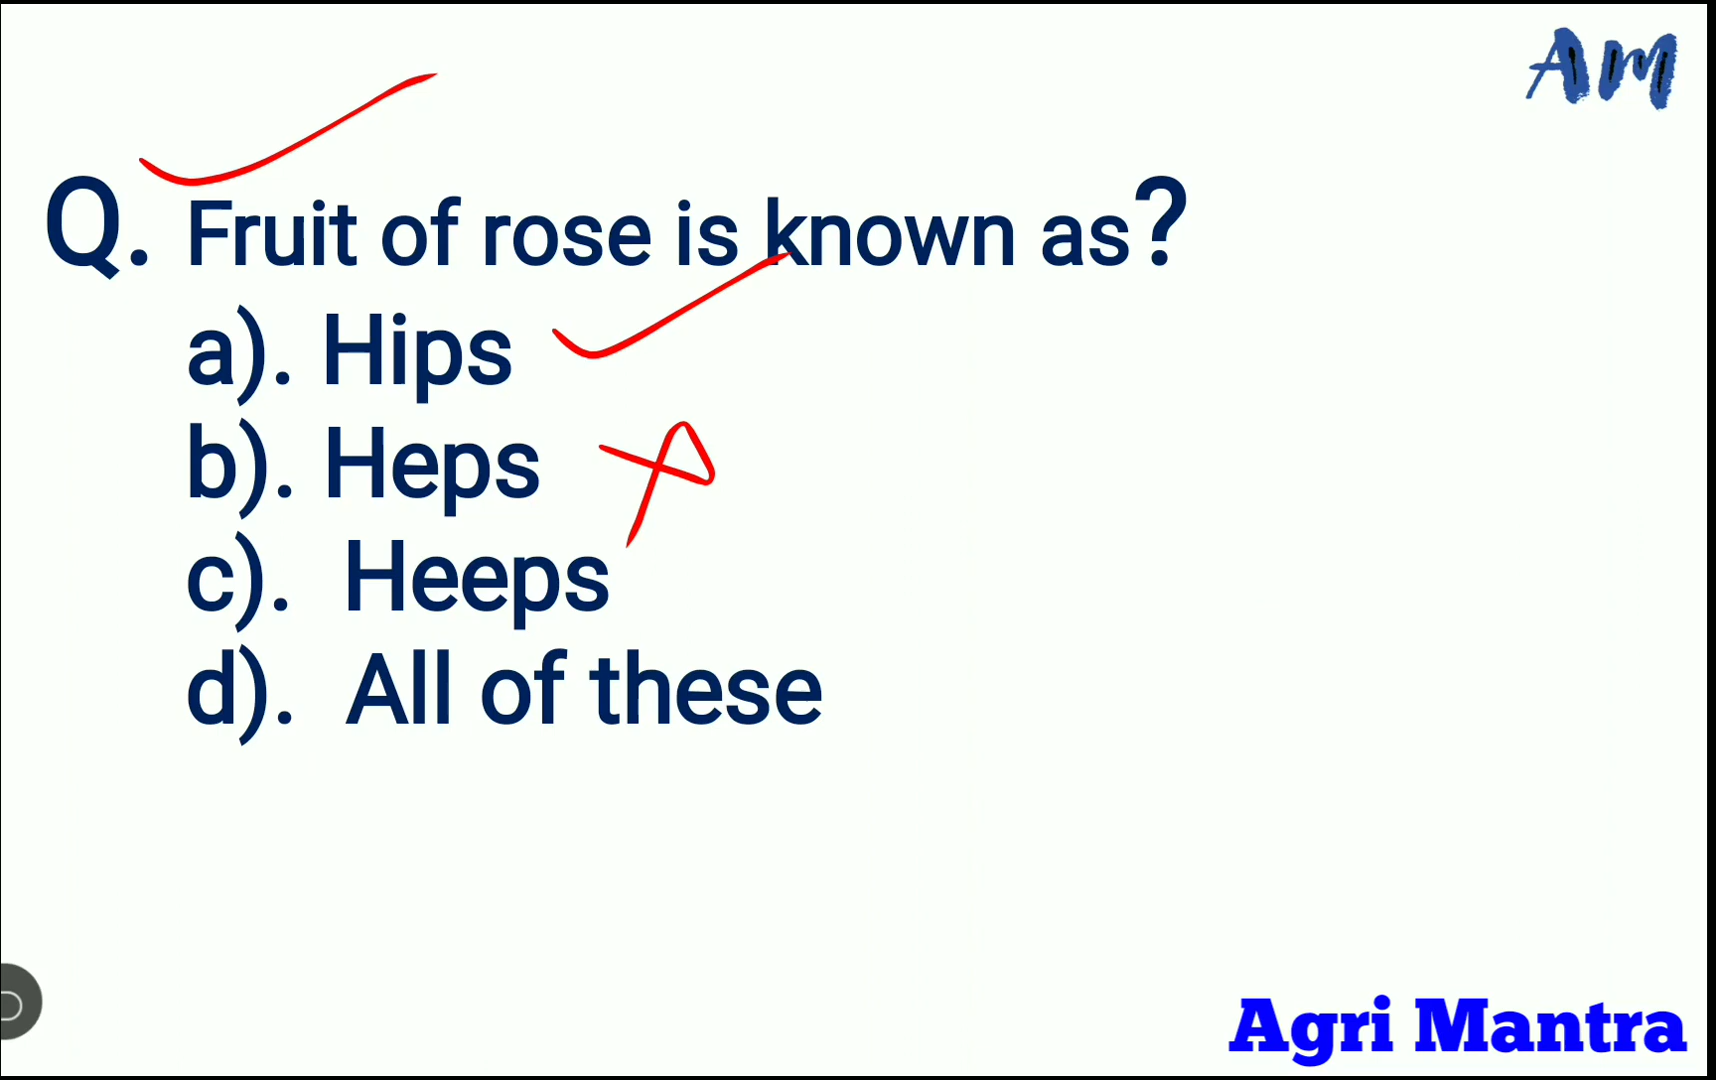 AM
Q. Fruit of rose is known as?
a). Hips
b). Heps
c). Heeps
d). All of these
Agri Mantra